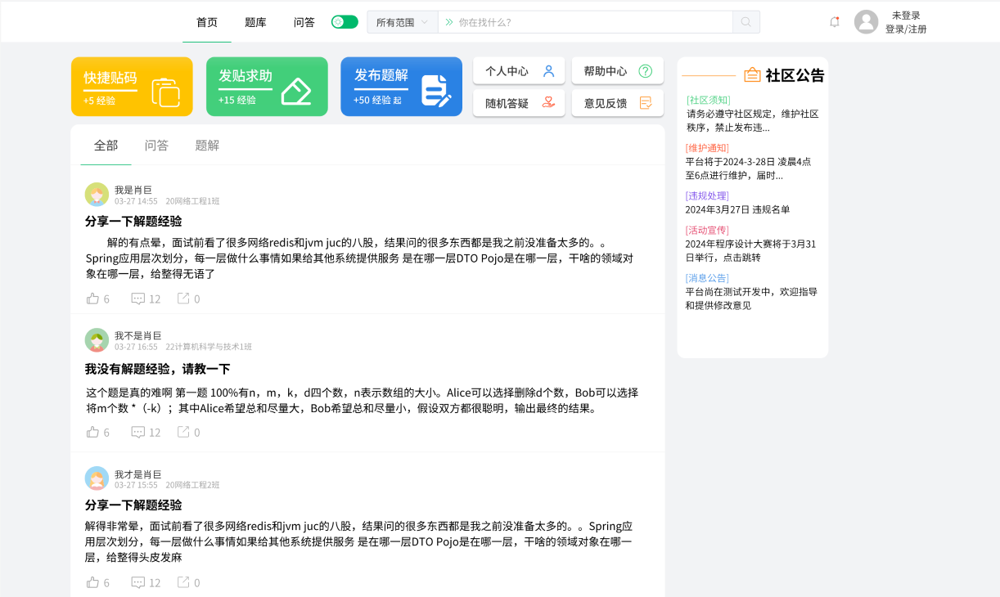 首页 题库 问答 所有范围 你在找什么? 未登录
登录/注册
快捷贴码
+5 经验
发贴求助
+15 经验
发布题解
+50 经验 起
个人中心
帮助中心
随机答疑
意见反馈
全部 问答 题解
我是肖巨
03-27 14:55 20网络工程1班
分享一下解题经验
解的有点晕，面试前看了很多网络redis和jvm juc的八股，结果问的很多东西都是我之前没准备太多的。。
Spring应用层次划分，每一层做什么事情如果给其他系统提供服务 是在哪一层DTO Pojo是在哪一层，干啥的领域对
象在哪一层，给整得无语了
6 12 0
我不是肖巨
03-27 16:55 22计算机科学与技术1班
我没有解题经验，请教一下
这个题是真的难啊 第一题 100%有n，m，k，d四个数，n表示数组的大小。Alice可以选择删除d个数，Bob可以选择
将m个数 *（-k）；其中Alice希望总和尽量大，Bob希望总和尽量小，假设双方都很聪明，输出最终的结果。
6 12 0
我才是肖巨
03-27 15:55 20网络工程2班
分享一下解题经验
解得非常晕，面试前看了很多网络redis和jvm juc的八股，结果问的很多东西都是我之前没准备太多的。。Spring应
用层次划分，每一层做什么事情如果给其他系统提供服务 是在哪一层DTO Pojo是在哪一层，干啥的领域对象在哪一
层，给整得头皮发麻
6 12 0
社区公告
[社区须知]
请务必遵守社区规定，维护社区
秩序，禁止发布违...
[维护通知]
平台将于2024-3-28日 凌晨4点
至6点进行维护，届时...
[违规处理]
2024年3月27日 违规名单
[活动宣传]
2024年程序设计大赛将于3月31
日举行，点击跳转
[消息公告]
平台尚在测试开发中，欢迎指导
和提供修改意见